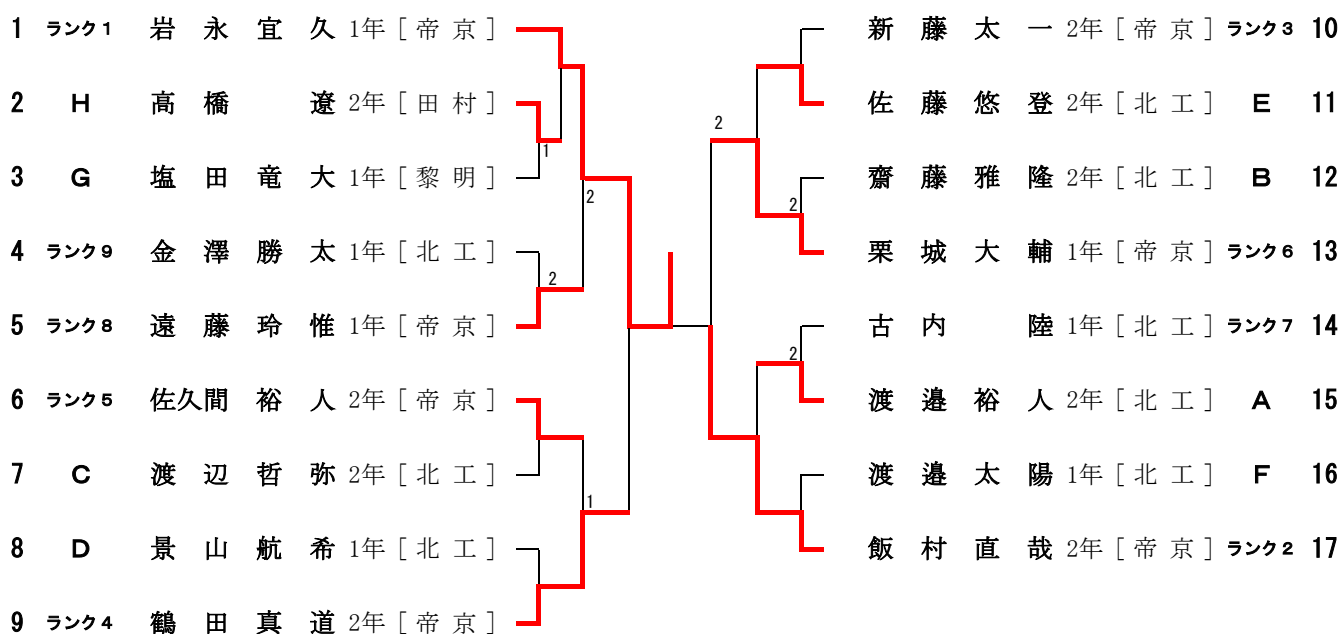 1 ランク1 岩永宜久 1年 [ 帝京 ]
2 H 高橋 遼 2年 [ 田村 ]
1
3 G 塩田竜大 1年 [ 黎明 ]
2
4 ランク9 金澤勝太 1年 [ 北工 ]
2
5 ランク8 遠藤玲惟 1年 [ 帝京 ]
6 ランク5 佐久間裕人 2年 [ 帝京 ]
7 C 渡辺哲弥 2年 [ 北工 ]
1
8 D 景山航希 1年 [ 北工 ]
9 ランク4 鶴田真道 2年 [ 帝京 ]
新藤太一 2年 [ 帝京 ] ランク3 10
佐藤悠登 2年 [ 北工 ] E 11
2
齋藤雅隆 2年 [ 北工 ] B 12
2
栗城大輔 1年 [ 帝京 ] ランク6 13
古内 陸 1年 [ 北工 ] ランク7 14
2
渡邉裕人 2年 [ 北工 ] A 15
渡邉太陽 1年 [ 北工 ] F 16
飯村直哉 2年 [ 帝京 ] ランク2 17